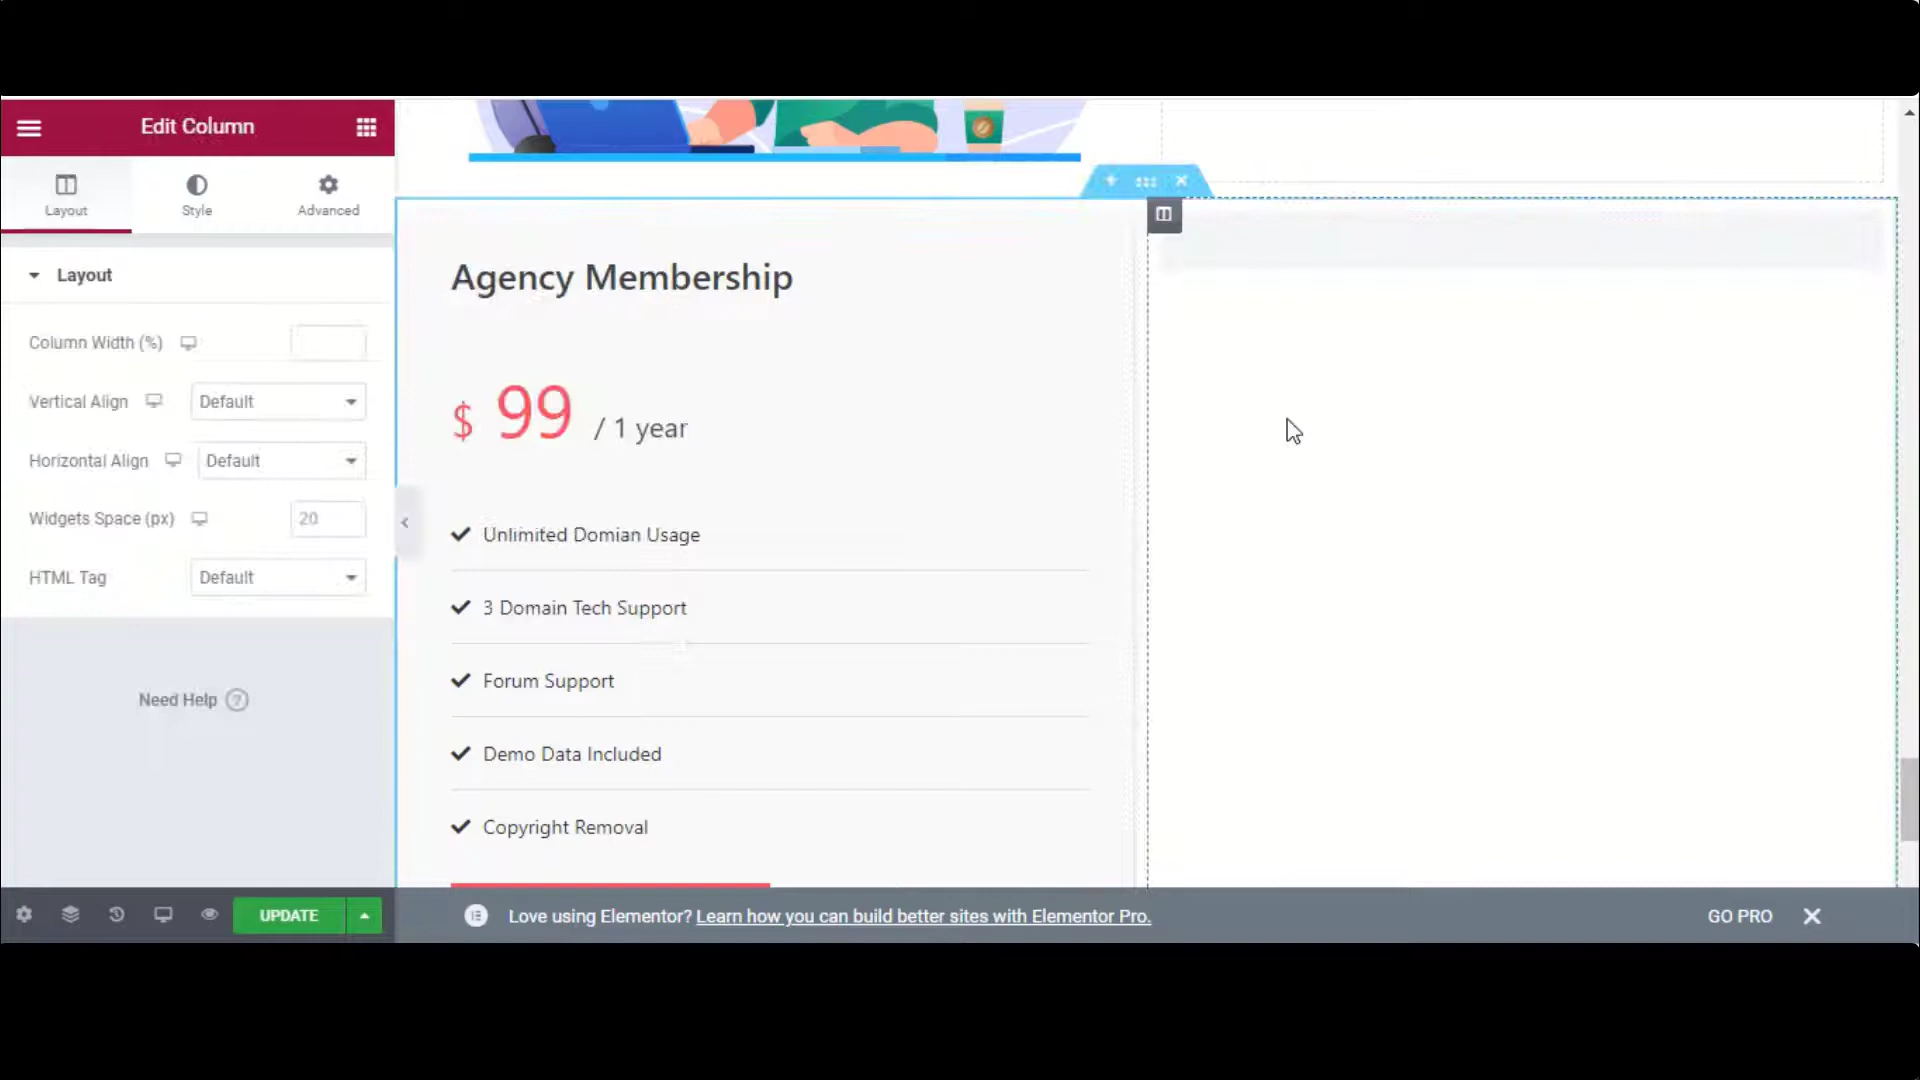 Edit Column
Layout
Style
Advanced
Layout
Column Width (%)
Vertical Align
Default
Horizontal Align
Default
Widgets Space (px)
20
HTML Tag
Default
Need Help ?
UPDATE
Agency Membership
$ 99 / 1 year
Unlimited Domian Usage
3 Domain Tech Support
Forum Support
Demo Data Included
Copyright Removal
Love using Elementor? Learn how you can build better sites with Elementor Pro.
GO PRO